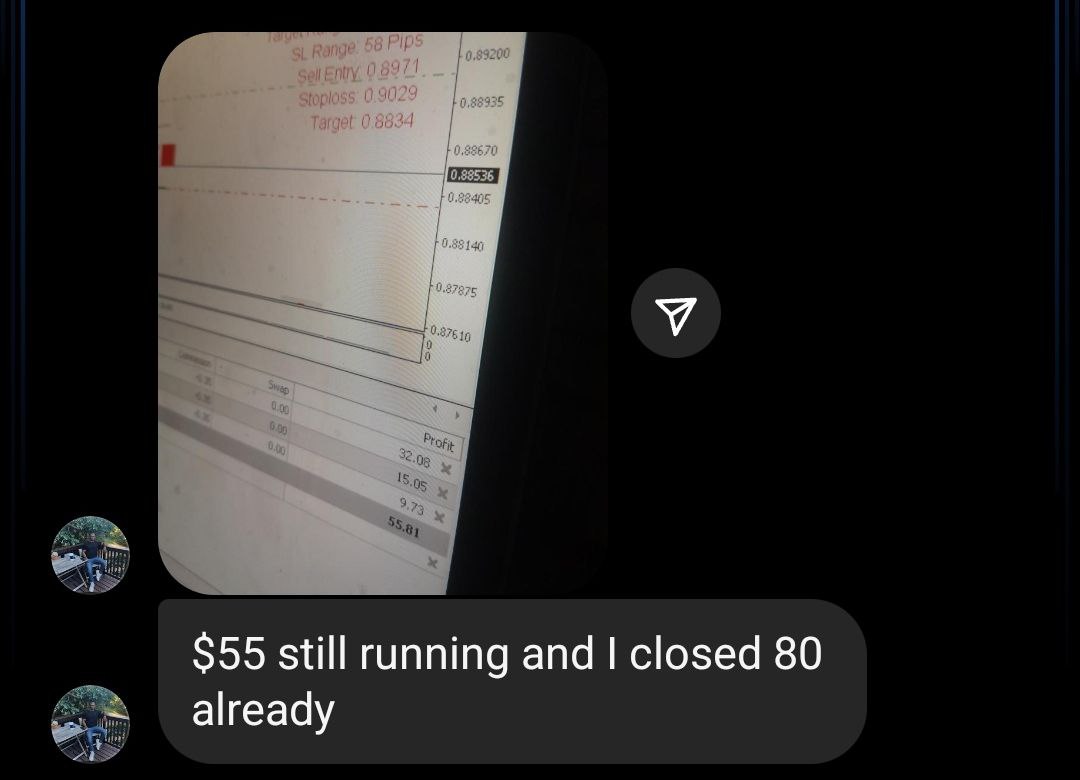 SL Range: 58 Pips
Sell Entry: 0.8971
Stoploss: 0.9029
Target: 0.8834
0.89200
0.88935
0.88670
0.88536
0.88405
0.88140
0.87875
0.87610
0
0
Swap
Profit
0.00
32.08
0.00
15.05
0.00
9.73
55.81
$55 still running and I closed 80
already